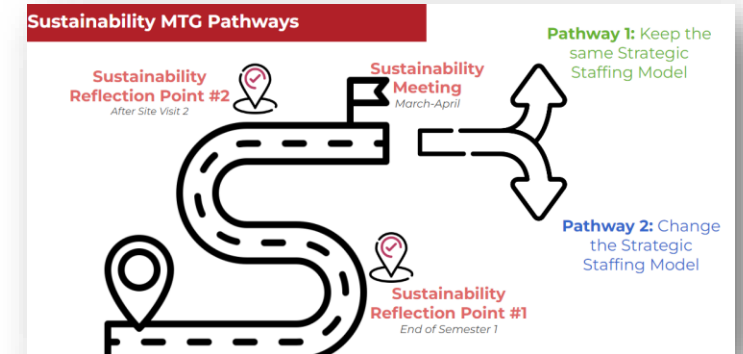 Sustainability MTG Pathways
Pathway 1: Keep the
same Strategic
Staffing Model
Sustainability
Reflection Point #2
After Site Visit 2
Sustainability
Meeting
March-April
Pathway 2: Change
the Strategic
Staffing Model
Sustainability
Reflection Point #1
End of Semester 1